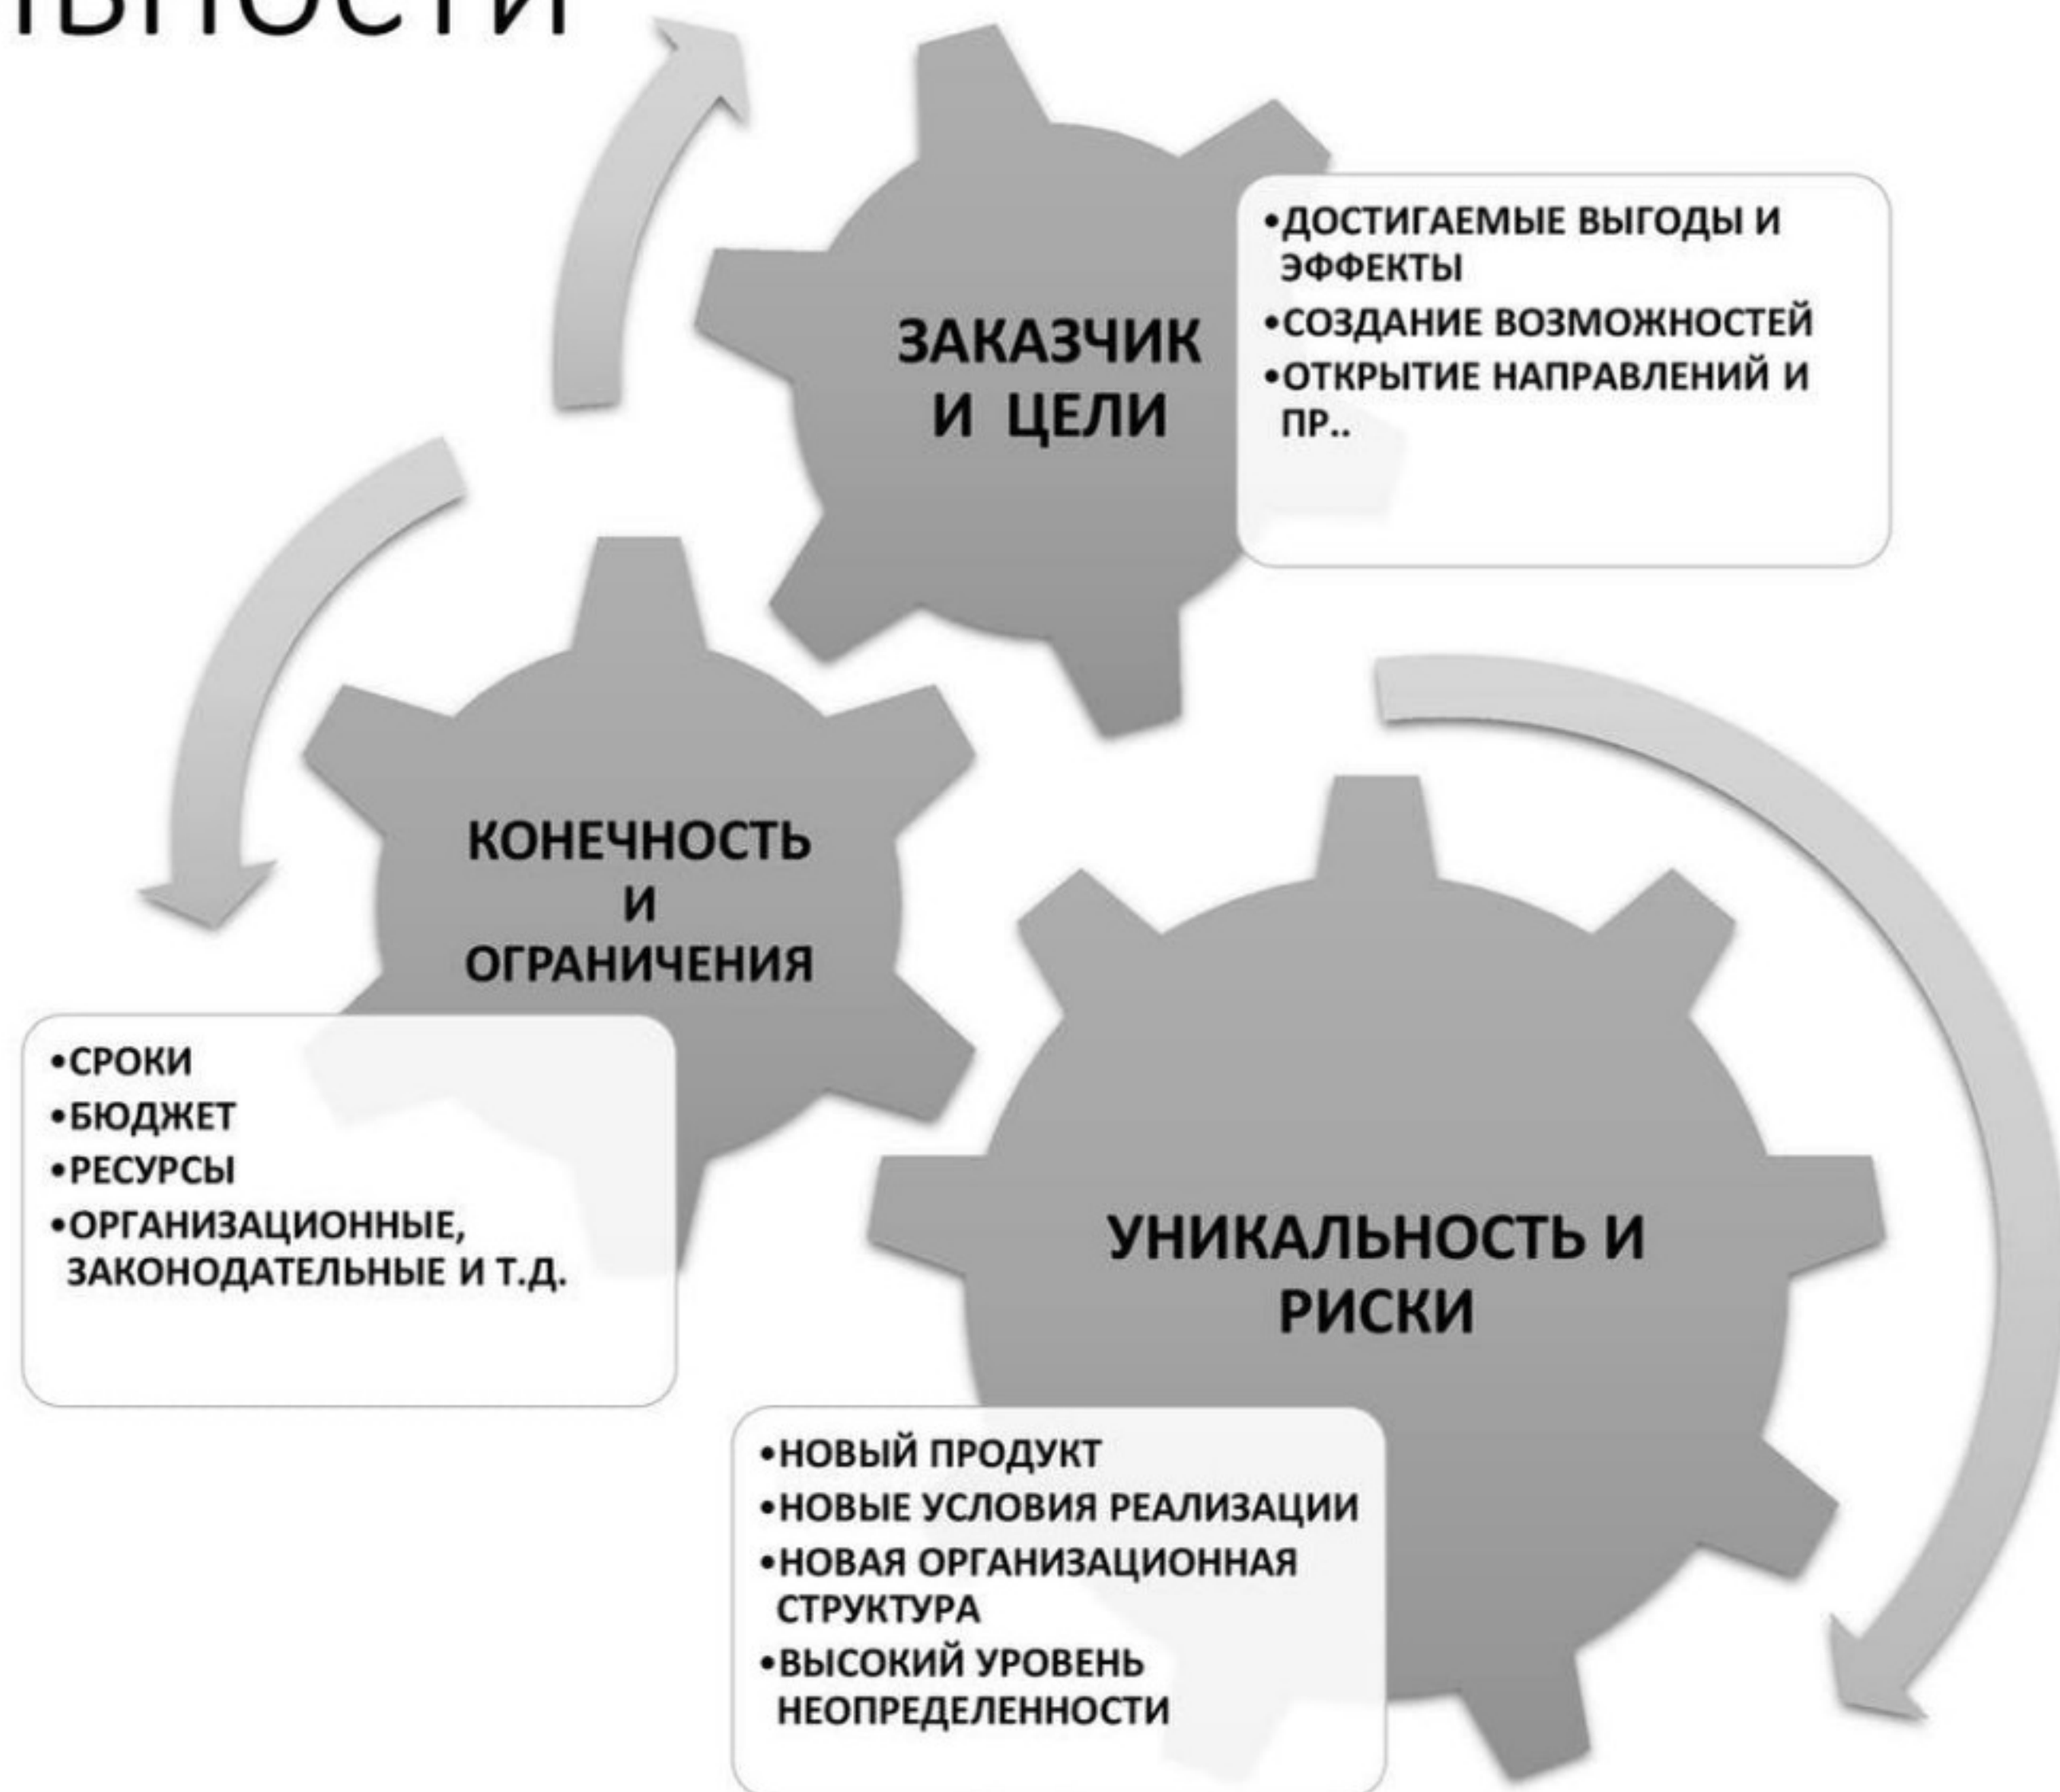 ЛЬНОСТИ
ЗАКАЗЧИК
И ЦЕЛИ
•ДОСТИГАЕМЫЕ ВЫГОДЫ И
ЭФФЕКТЫ
•СОЗДАНИЕ ВОЗМОЖНОСТЕЙ
•ОТКРЫТИЕ НАПРАВЛЕНИЙ И
ПР..
КОНЕЧНОСТЬ
И
ОГРАНИЧЕНИЯ
•СРОКИ
•БЮДЖЕТ
•РЕСУРСЫ
•ОРГАНИЗАЦИОННЫЕ,
ЗАКОНОДАТЕЛЬНЫЕ И Т.Д.
УНИКАЛЬНОСТЬ И
РИСКИ
•НОВЫЙ ПРОДУКТ
•НОВЫЕ УСЛОВИЯ РЕАЛИЗАЦИИ
•НОВАЯ ОРГАНИЗАЦИОННАЯ
СТРУКТУРА
•ВЫСОКИЙ УРОВЕНЬ
НЕОПРЕДЕЛЕННОСТИ